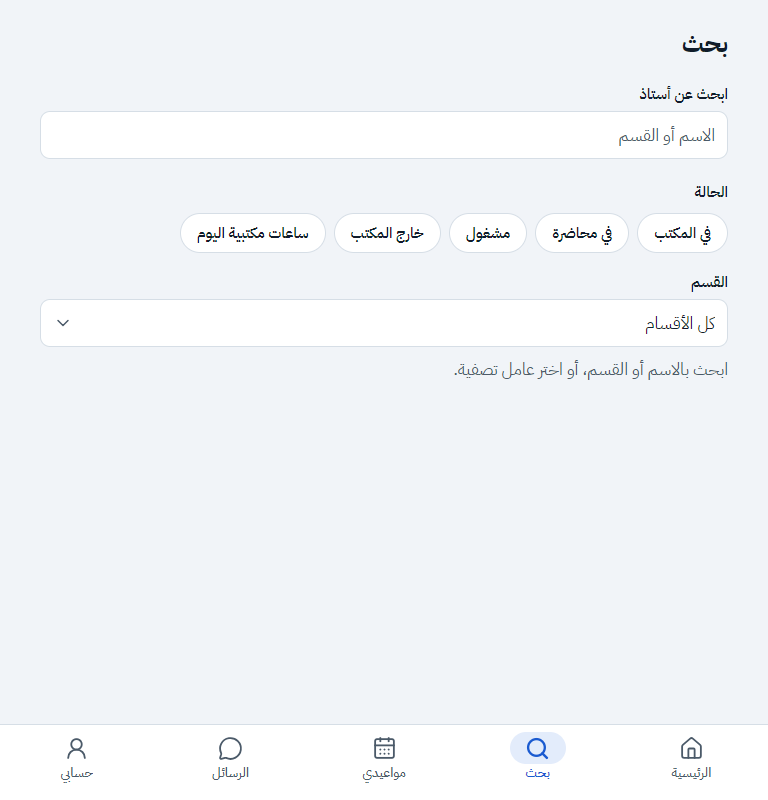 بحث
ابحث عن أستاذ
الاسم أو القسم
الحالة
في المكتب
في محاضرة
مشغول
خارج المكتب
ساعات مكتبية اليوم
القسم
كل الأقسام
ابحث بالاسم أو القسم، أو اختر عامل تصفية.
الرئيسية
بحث
مواعيدي
الرسائل
حسابي